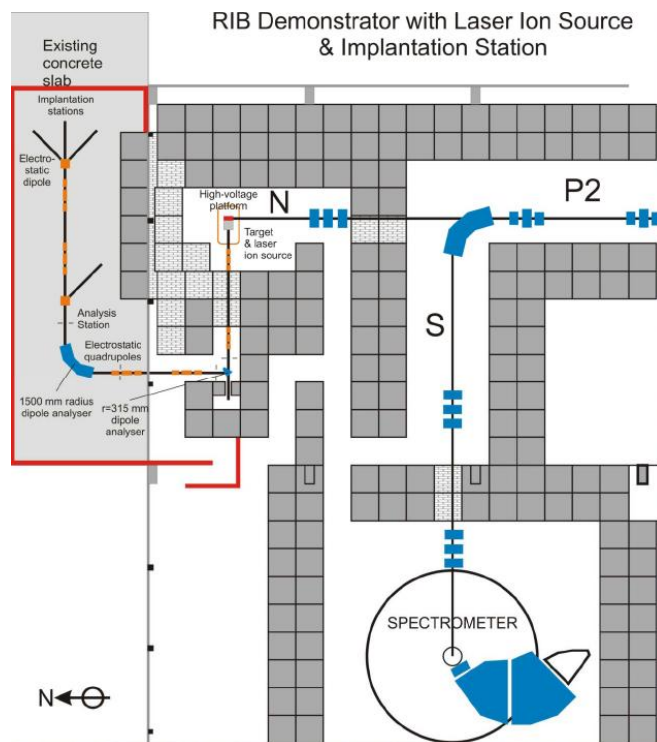 RIB Demonstrator with Laser Ion Source
& Implantation Station
Existing
concrete
slab
Implantation
stations
Electro-
static dipole
High-voltage
platform
N
P2
Target
& laser
ion source
Analysis
Station
S
Electrostatic
quadrupoles
1500 mm radius
dipole analyser
r=315 mm
dipole
analyser
SPECTROMETER
N